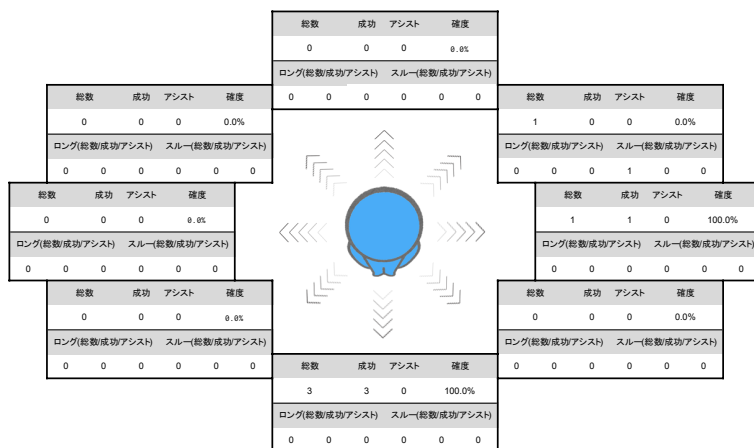 総数 成功 アシスト 確度
0 0 0 0.0%
ロング(総数/成功/アシスト) スルー(総数/成功/アシスト)
0 0 0 0 0 0
総数 成功 アシスト 確度
0 0 0 0.0%
ロング(総数/成功/アシスト) スルー(総数/成功/アシスト)
0 0 0 0 0 0
総数 成功 アシスト 確度
1 0 0 0.0%
ロング(総数/成功/アシスト) スルー(総数/成功/アシスト)
0 0 0 1 0 0
総数 成功 アシスト 確度
0 0 0 0.0%
ロング(総数/成功/アシスト) スルー(総数/成功/アシスト)
0 0 0 0 0 0
総数 成功 アシスト 確度
1 1 0 100.0%
ロング(総数/成功/アシスト) スルー(総数/成功/アシスト)
0 0 0 0 0 0
総数 成功 アシスト 確度
0 0 0 0.0%
ロング(総数/成功/アシスト) スルー(総数/成功/アシスト)
0 0 0 0 0 0
総数 成功 アシスト 確度
0 0 0 0.0%
ロング(総数/成功/アシスト) スルー(総数/成功/アシスト)
0 0 0 0 0 0
総数 成功 アシスト 確度
3 3 0 100.0%
ロング(総数/成功/アシスト) スルー(総数/成功/アシスト)
0 0 0 0 0 0